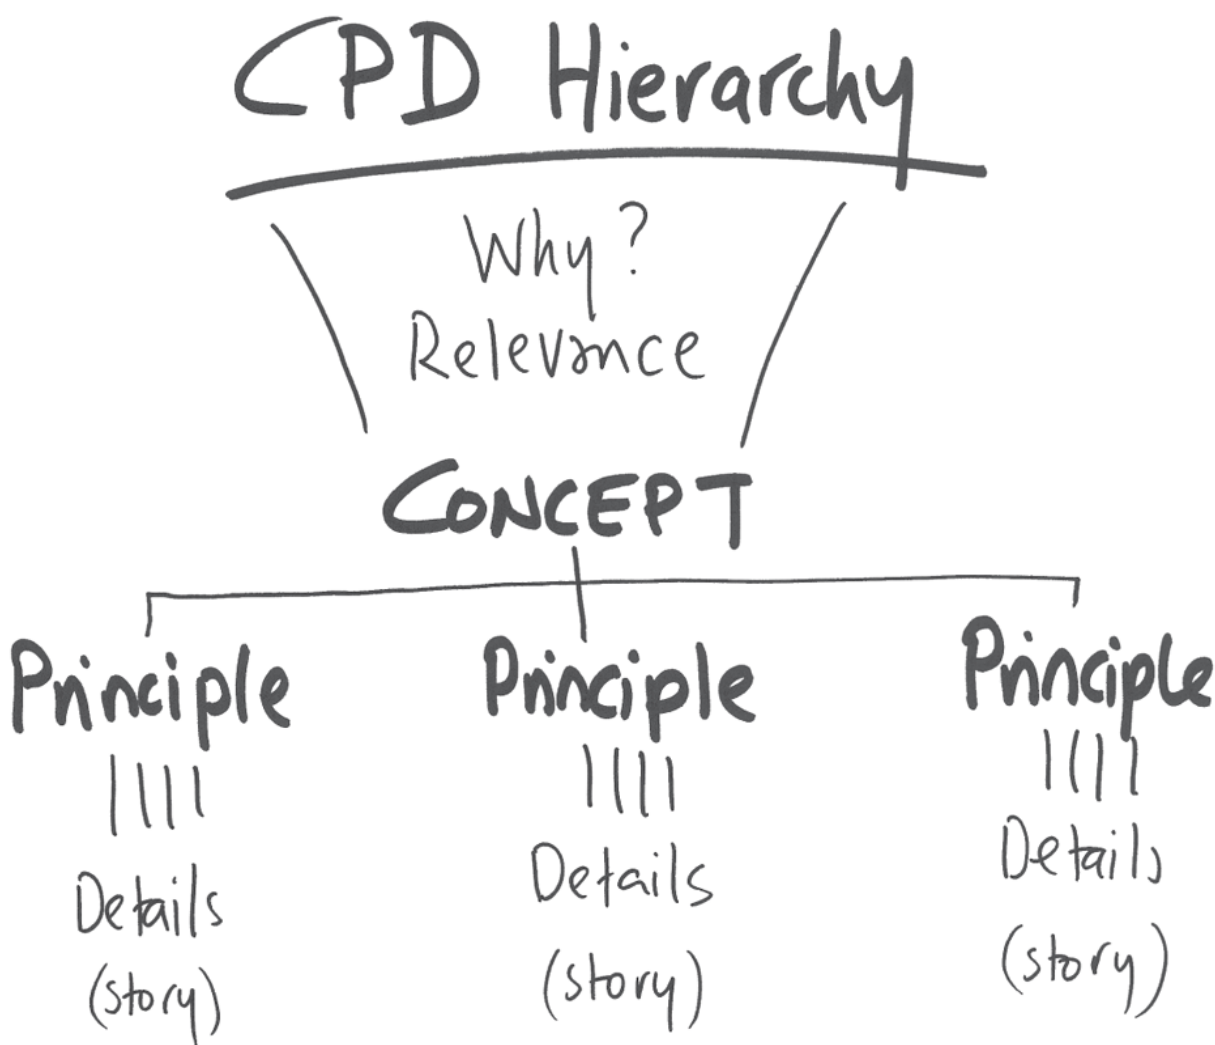 CPD Hierarchy
Why?
Relevance
CONCEPT
Principle Principle Principle
Details Details Details
(story) (story) (story)